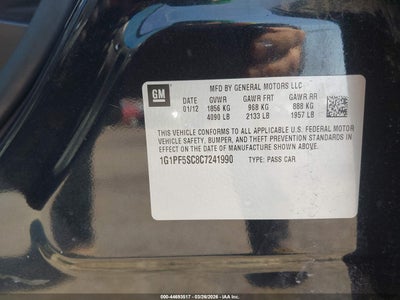 GM
MFD BY GENERAL MOTORS LLC
DATE GVWR GAWR FRT GAWR RR
01/12 1856 KG 968 KG 888 KG
4090 LB 2133 LB 1957 LB
THIS VEHICLE CONFORMS TO ALL APPLICABLE U.S. FEDERAL MOTOR
VEHICLE SAFETY, BUMPER, AND THEFT PREVENTION STANDARDS IN
EFFECT ON THE DATE OF MANUFACTURE SHOWN ABOVE.
1G1PF5SC8C7241990
TYPE: PASS CAR
100-44693517 - 03/26/2026 - IAA Inc.